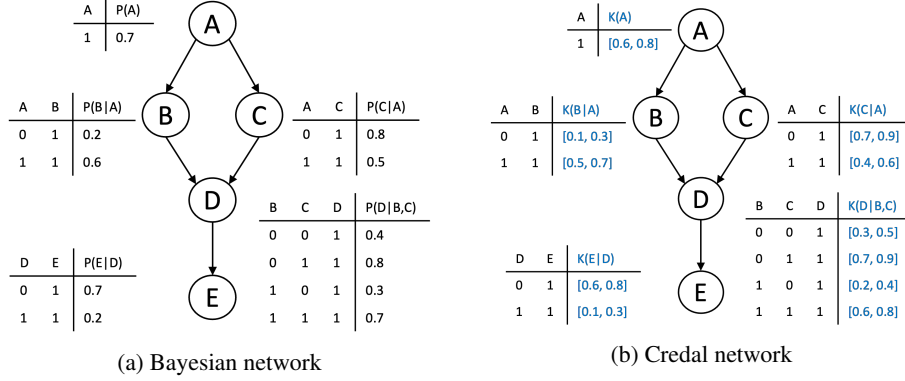 A P(A)
1 0.7
A
A B P(B|A)
0 1 0.2
1 1 0.6
B
C
A C P(C|A)
0 1 0.8
1 1 0.5
D
B C D P(D|B,C)
0 0 1 0.4
0 1 1 0.8
1 0 1 0.3
1 1 1 0.7
D E P(E|D)
0 1 0.7
1 1 0.2
E
(a) Bayesian network
A K(A)
1 [0.6, 0.8]
A
A B K(B|A)
0 1 [0.1, 0.3]
1 1 [0.5, 0.7]
B
C
A C K(C|A)
0 1 [0.7, 0.9]
1 1 [0.4, 0.6]
D
B C D K(D|B,C)
0 0 1 [0.3, 0.5]
0 1 1 [0.7, 0.9]
1 0 1 [0.2, 0.4]
1 1 1 [0.6, 0.8]
D E K(E|D)
0 1 [0.6, 0.8]
1 1 [0.1, 0.3]
E
(b) Credal network